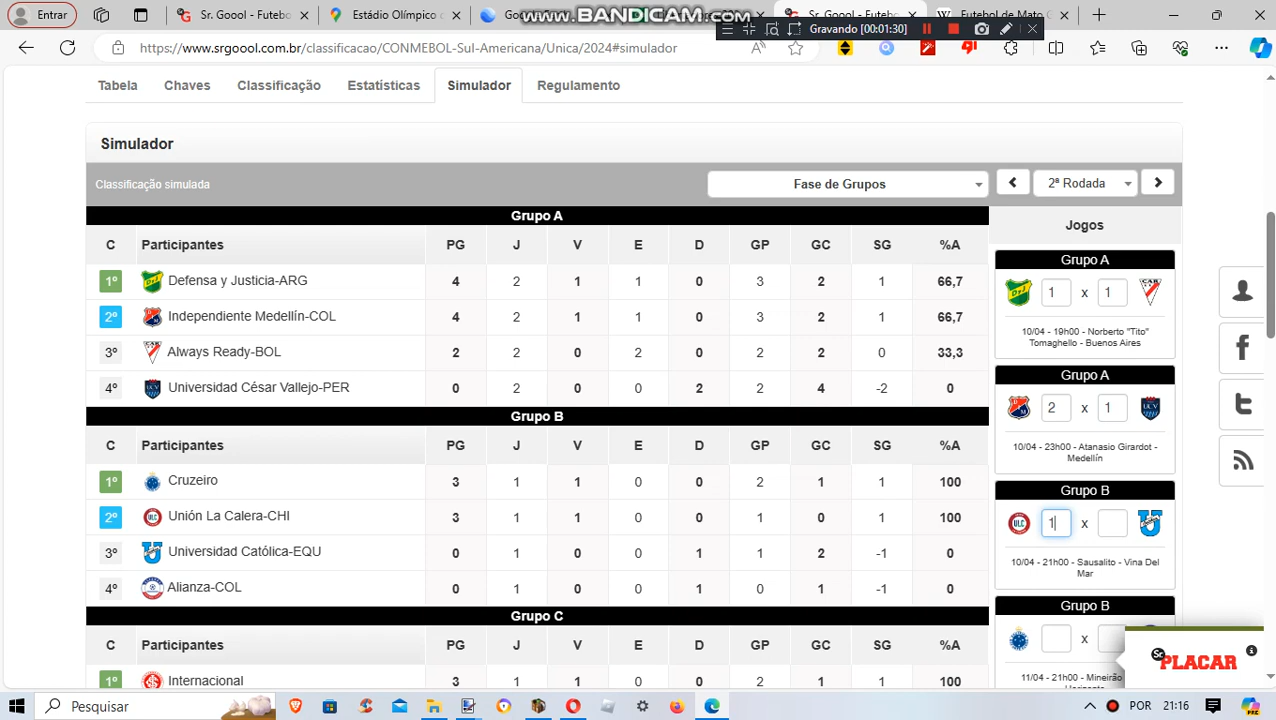 Entrar
Estádio Olímpico
Goo
www.BANDICAM.com
Gravando [00:01:30]
https://www.srgoool.com.br/classificacao/CONMEBOL-Sul-Americana/Unica/2024#simulador
Tabela Chaves Classificação Estatísticas Simulador Regulamento
Simulador
Classificação simulada Fase de Grupos 2ª Rodada
Grupo A
C Participantes PG J V E D GP GC SG %A
1º Defensa y Justicia-ARG 4 2 1 1 0 3 2 1 66,7
2º Independiente Medellín-COL 4 2 1 1 0 3 2 1 66,7
3º Always Ready-BOL 2 2 0 2 0 2 2 0 33,3
4º Universidad César Vallejo-PER 0 2 0 0 2 2 4 -2 0
Grupo B
C Participantes PG J V E D GP GC SG %A
1º Cruzeiro 3 1 1 0 0 2 1 1 100
2º Unión La Calera-CHI 3 1 1 0 0 1 0 1 100
3º Universidad Católica-EQU 0 1 0 0 1 1 2 -1 0
4º Alianza-COL 0 1 0 0 1 0 1 -1 0
Grupo C
C Participantes PG J V E D GP GC SG %A
1º Internacional 3 1 1 0 0 2 1 1 100
Jogos
Grupo A
1 x 1
10/04 - 19h00 - Norberto "Tito"
Tomaghello - Buenos Aires
Grupo A
2 x 1
10/04 - 23h00 - Atanasio Girardot -
Medellín
Grupo B
1 x
10/04 - 21h00 - Sausalito - Vina Del
Mar
Grupo B
x
11/04 - 21h00 - Mineirão
PLACAR
Pesquisar
POR 21:16